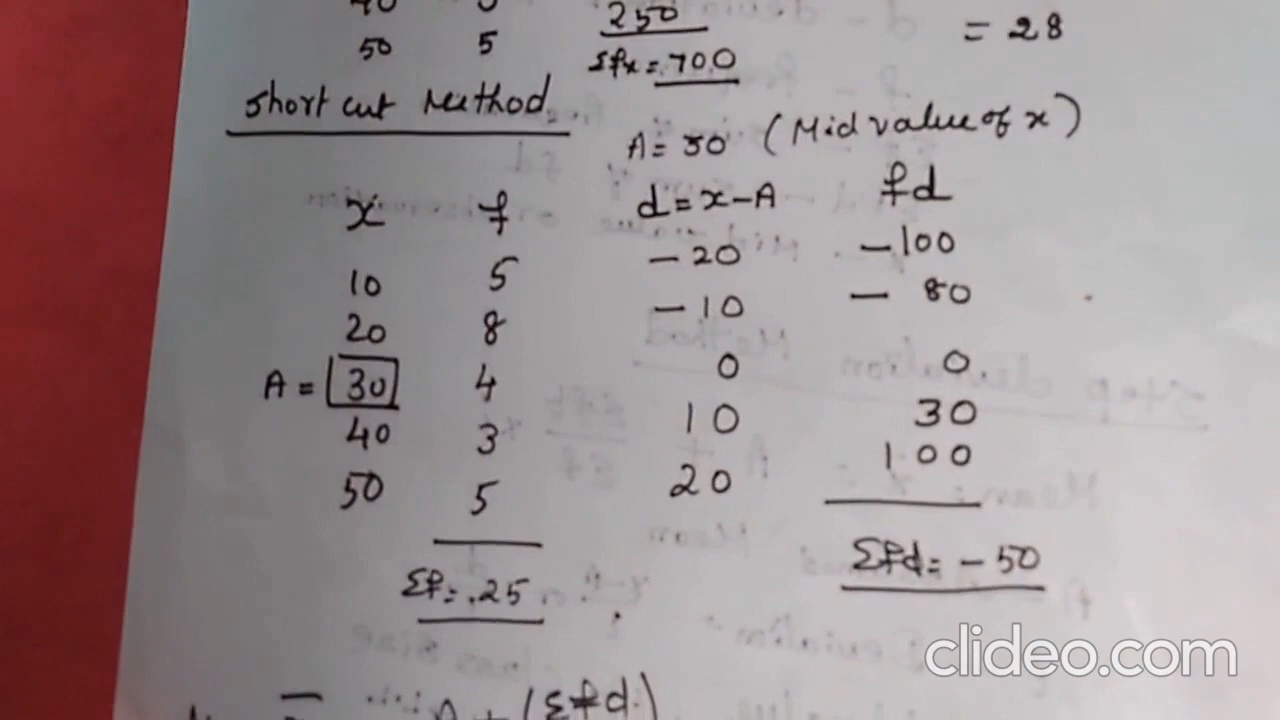 250
50 5 Σfx = 700 = 28
Short cut Method
A = 30 (Mid value of x)
x f d = x - A fd
10 5 - 20 - 100
20 8 - 10 - 80
A = 30 4 0 0.
40 3 10 30
50 5 20 100
Σf = .25 Σfd = - 50
A + (Σfd)
clideo.com